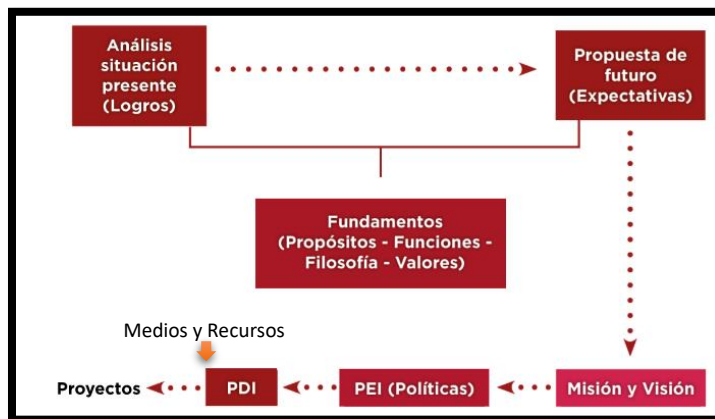 Análisis
situación
presente
(Logros)
Propuesta de
futuro
(Expectativas)
Fundamentos
(Propósitos - Funciones -
Filosofía - Valores)
Medios y Recursos
Proyectos
PDI
PEI (Políticas)
Misión y Visión